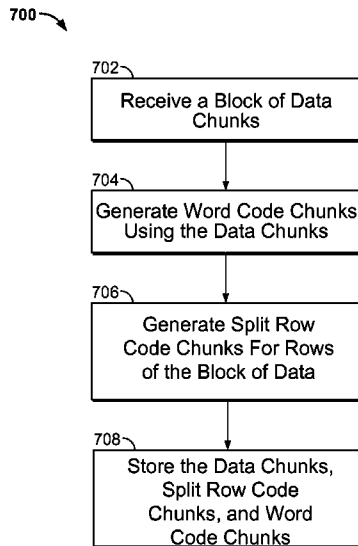 700
702
Receive a Block of Data
Chunks
704
Generate Word Code Chunks
Using the Data Chunks
706
Generate Split Row
Code Chunks For Rows
of the Block of Data
708
Store the Data Chunks,
Split Row Code
Chunks, and Word
Code Chunks